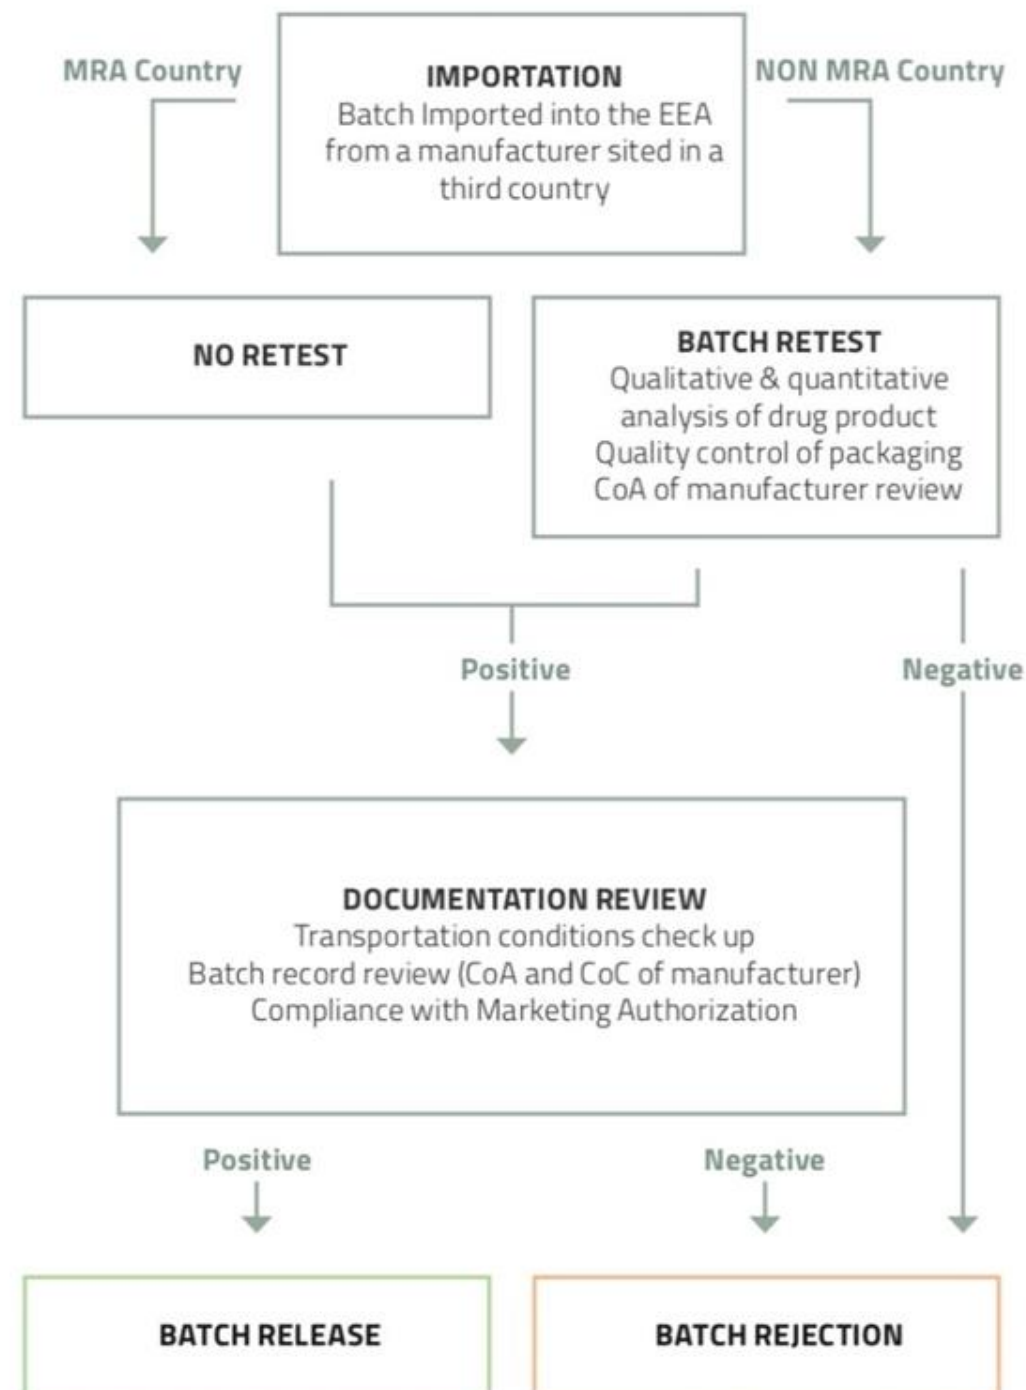 MRA Country
IMPORTATION
Batch Imported into the EEA
from a manufacturer sited in a
third country
NON MRA Country
NO RETEST
BATCH RETEST
Qualitative & quantitative
analysis of drug product
Quality control of packaging
CoA of manufacturer review
Positive
Negative
DOCUMENTATION REVIEW
Transportation conditions check up
Batch record review (CoA and CoC of manufacturer)
Compliance with Marketing Authorization
Positive
Negative
BATCH RELEASE
BATCH REJECTION